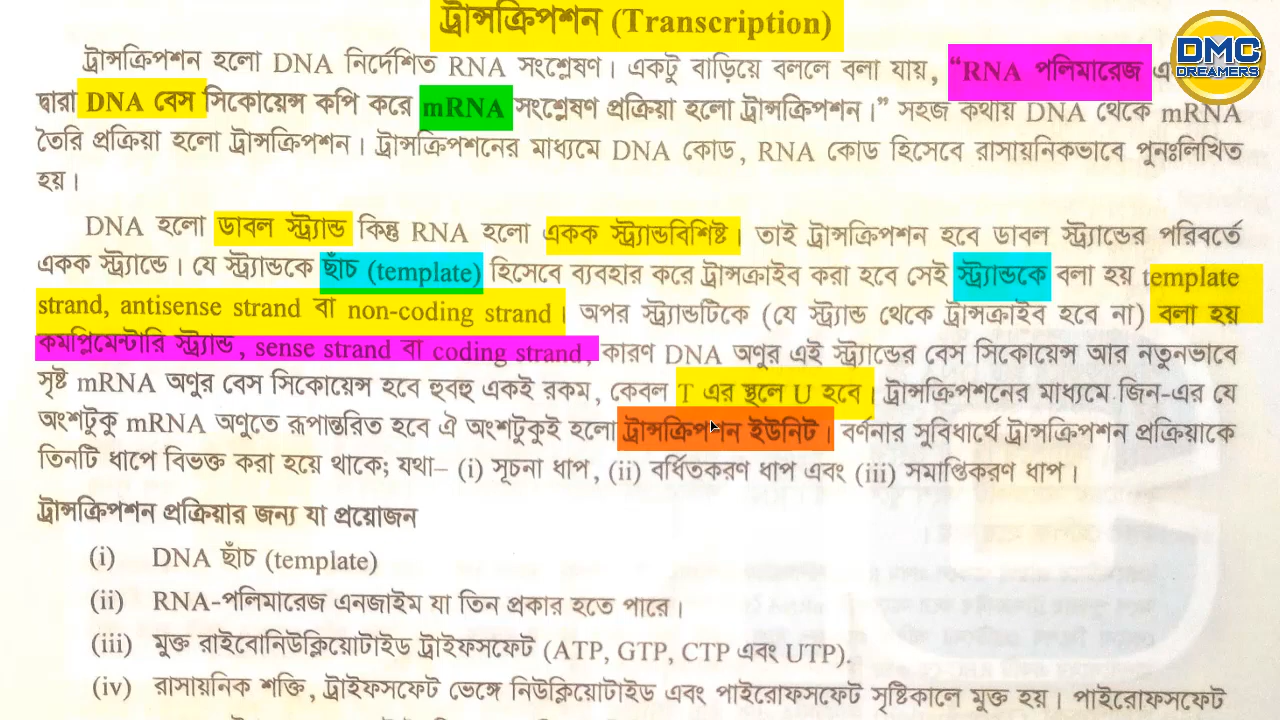 ট্রান্সক্রিপশন (Transcription)
DMC
DREAMERS
ট্রান্সক্রিপশন হলো DNA নির্দেশিত RNA সংশ্লেষণ। একটু বাড়িয়ে বললে বলা যায়, “RNA পলিমারেজ
দ্বারা DNA বেস সিকোয়েন্স কপি করে mRNA সংশ্লেষণ প্রক্রিয়া হলো ট্রান্সক্রিপশন।” সহজ কথায় DNA থেকে mRNA
তৈরি প্রক্রিয়া হলো ট্রান্সক্রিপশন। ট্রান্সক্রিপশনের মাধ্যমে DNA কোড, RNA কোড হিসেবে রাসায়নিকভাবে পুনঃলিখিত
হয়।
DNA হলো ডাবল স্ট্র্যান্ড কিন্তু RNA হলো একক স্ট্র্যান্ডবিশিষ্ট। তাই ট্রান্সক্রিপশন হবে ডাবল স্ট্র্যান্ডের পরিবর্তে
একক স্ট্র্যান্ডে। যে স্ট্র্যান্ডকে ছাঁচ (template) হিসেবে ব্যবহার করে ট্রান্সক্রাইব করা হবে সেই স্ট্র্যান্ডকে বলা হয় template
strand, antisense strand বা non-coding strand। অপর স্ট্র্যান্ডটিকে (যে স্ট্র্যান্ড থেকে ট্রান্সক্রাইব হবে না) বলা হয়
কমপ্লিমেন্টারি স্ট্র্যান্ড, sense strand বা coding strand, কারণ DNA অণুর এই স্ট্র্যান্ডের বেস সিকোয়েন্স আর নতুনভাবে
সৃষ্ট mRNA অণুর বেস সিকোয়েন্স হবে হুবহু একই রকম, কেবল T এর স্থলে U হবে। ট্রান্সক্রিপশনের মাধ্যমে জিন-এর যে
অংশটুকু mRNA অণুতে রূপান্তরিত হবে ঐ অংশটুকুই হলো ট্রান্সক্রিপশন ইউনিট। বর্ণনার সুবিধার্থে ট্রান্সক্রিপশন প্রক্রিয়াকে
তিনটি ধাপে বিভক্ত করা হয়ে থাকে; যথা– (i) সূচনা ধাপ, (ii) বর্ধিতকরণ ধাপ এবং (iii) সমাপ্তিকরণ ধাপ।
ট্রান্সক্রিপশন প্রক্রিয়ার জন্য যা প্রয়োজন
(i) DNA ছাঁচ (template)
(ii) RNA-পলিমারেজ এনজাইম যা তিন প্রকার হতে পারে।
(iii) মুক্ত রাইবোনিউক্লিয়োটাইড ট্রাইফসফেট (ATP, GTP, CTP এবং UTP).
(iv) রাসায়নিক শক্তি, ট্রাইফসফেট ভেঙ্গে নিউক্লিয়োটাইড এবং পাইরোফসফেট সৃষ্টিকালে মুক্ত হয়। পাইরোফসফেট